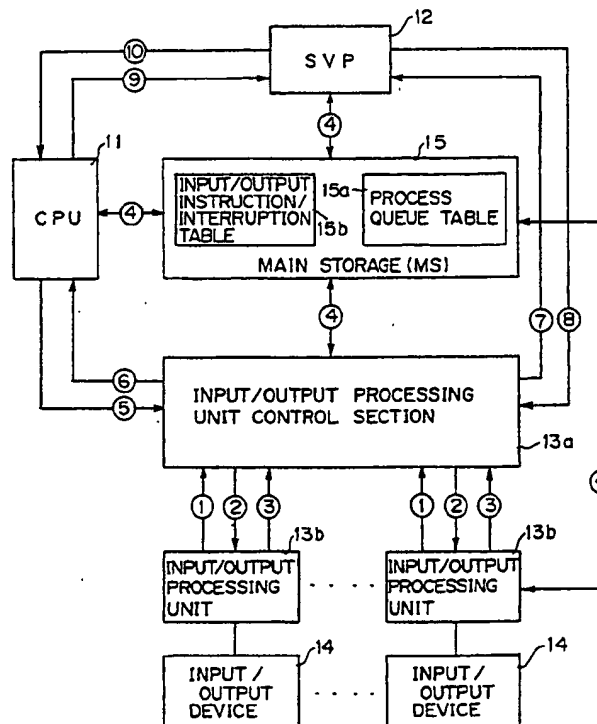 12
⑩
SVP
⑨
11
④
15
CPU
④
INPUT/OUTPUT
INSTRUCTION/
INTERRUPTION
TABLE
15b
15a
PROCESS
QUEUE TABLE
MAIN STORAGE (MS)
④
⑦
⑧
⑥
⑤
INPUT/OUTPUT PROCESSING
UNIT CONTROL SECTION
13a
①
②
③
①
②
③
13b
13b
INPUT/OUTPUT
PROCESSING
UNIT
. . . .
INPUT/OUTPUT
PROCESSING
UNIT
14
14
INPUT/
OUTPUT
DEVICE
. . . .
INPUT/
OUTPUT
DEVICE